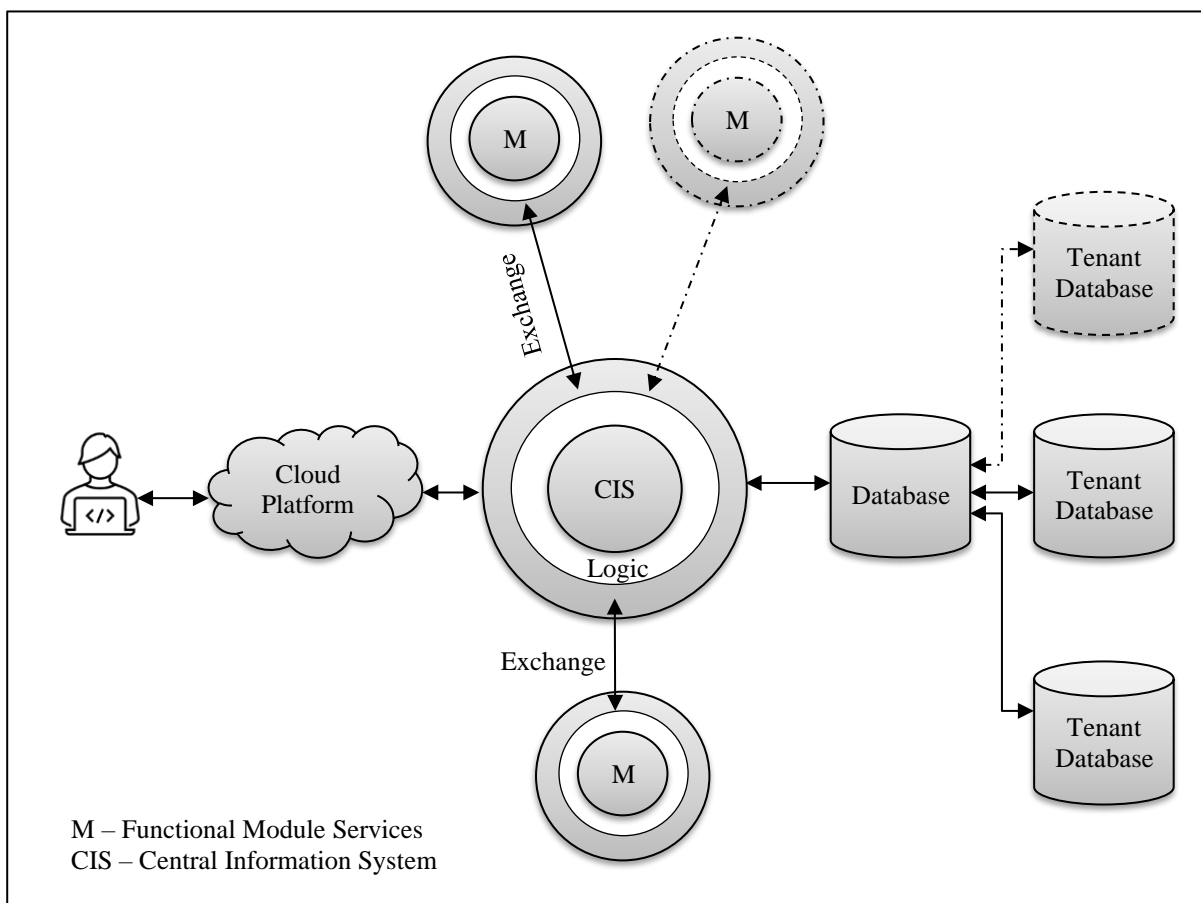 M
M
Exchange
Tenant
Database
Cloud
Platform
CIS
Logic
Database
Tenant
Database
Exchange
M
Tenant
Database
M – Functional Module Services
CIS – Central Information System